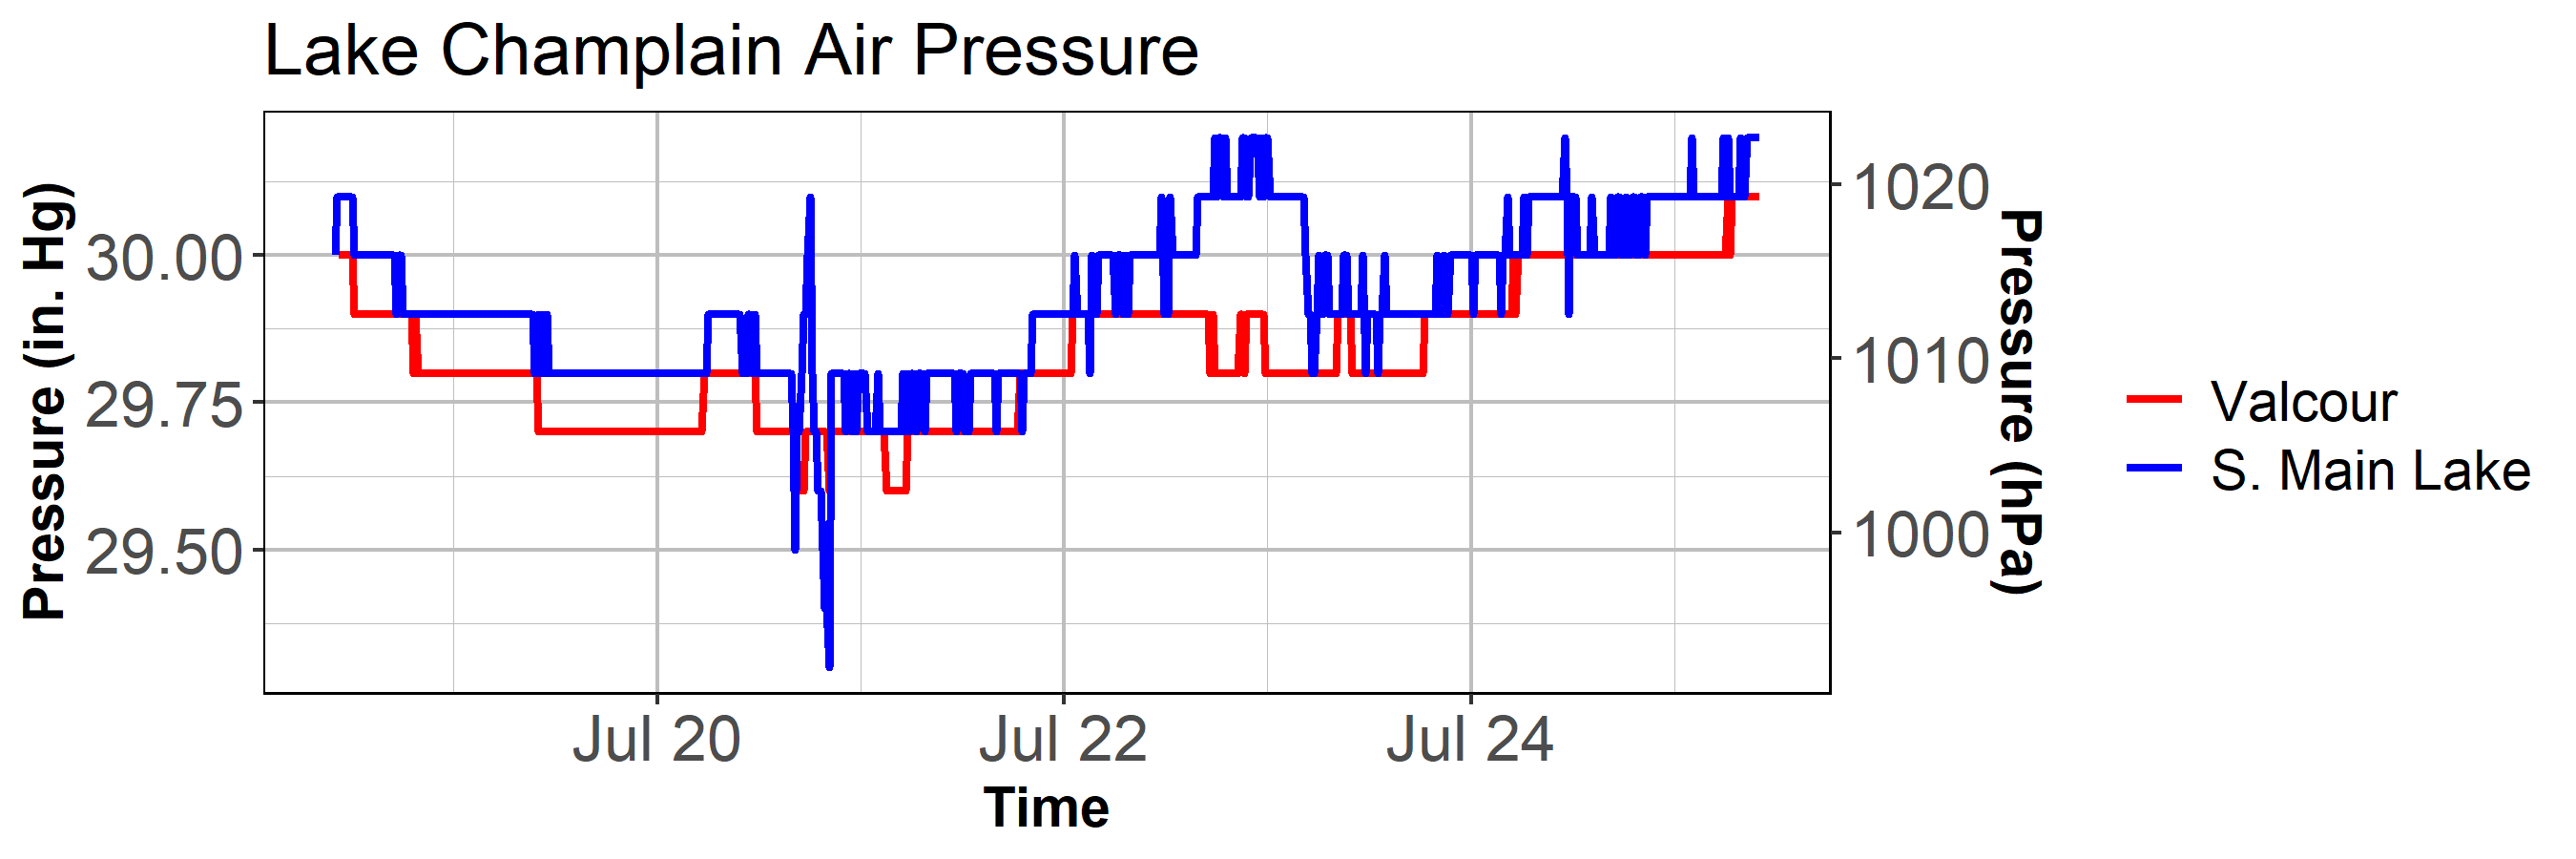 Lake Champlain Air Pressure
Pressure (in. Hg)
30.00
29.75
29.50
1020
1010
1000
Pressure (hPa)
Jul 20
Jul 22
Jul 24
Time
Valcour
S. Main Lake